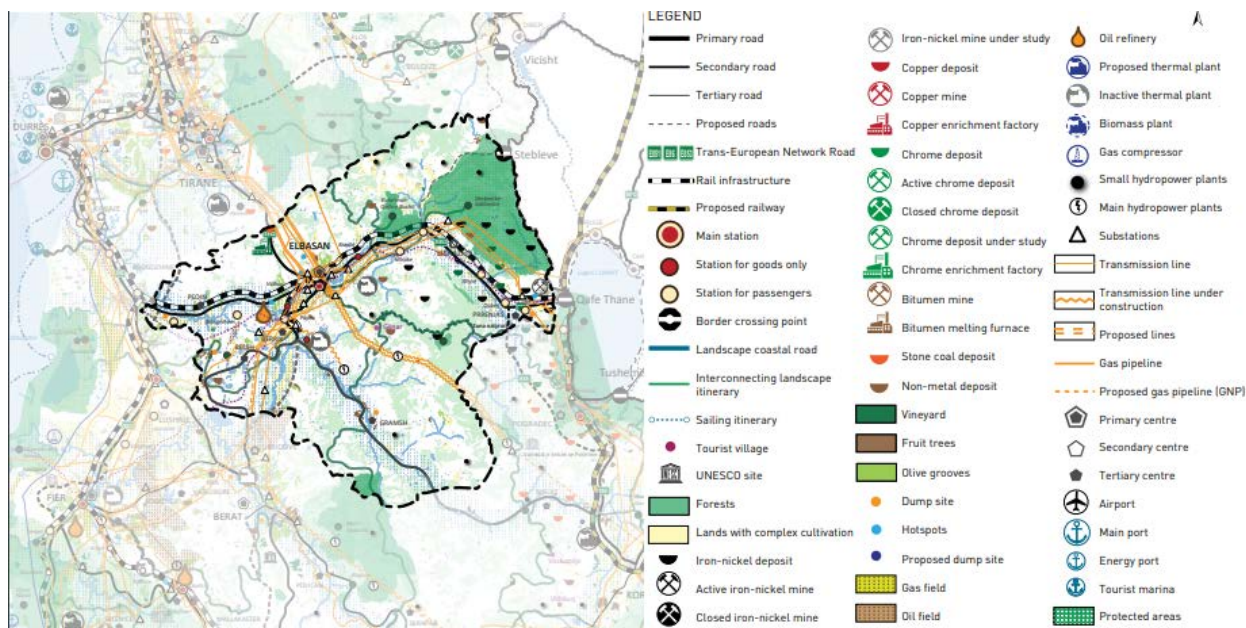 LEGEND
Primary road
Secondary road
Tertiary road
Proposed roads
Trans-European Network Road
Rail infrastructure
Proposed railway
Main station
Station for goods only
Station for passengers
Border crossing point
Landscape coastal road
Interconnecting landscape
itinerary
Sailing itinerary
Tourist village
UNESCO site
Forests
Lands with complex cultivation
Iron-nickel deposit
Active iron-nickel mine
Closed iron-nickel mine
Iron-nickel mine under study
Copper deposit
Copper mine
Copper enrichment factory
Chrome deposit
Active chrome deposit
Closed chrome deposit
Chrome deposit under study
Chrome enrichment factory
Bitumen mine
Bitumen melting furnace
Stone coal deposit
Non-metal deposit
Vineyard
Fruit trees
Olive grooves
Dump site
Hotspots
Proposed dump site
Gas field
Oil field
Oil refinery
Proposed thermal plant
Inactive thermal plant
Biomass plant
Gas compressor
Small hydropower plants
Main hydropower plants
Substations
Transmission line
Transmission line under
construction
Proposed lines
Gas pipeline
Proposed gas pipeline (GNP)
Primary centre
Secondary centre
Tertiary centre
Airport
Main port
Energy port
Tourist marina
Protected areas
Vicisht
DURRES
Stebleve
TIRANE
ELBASAN
Qafe Thane
GRAMSH
POGRADEC
LUSHNJE
FIER
BERAT